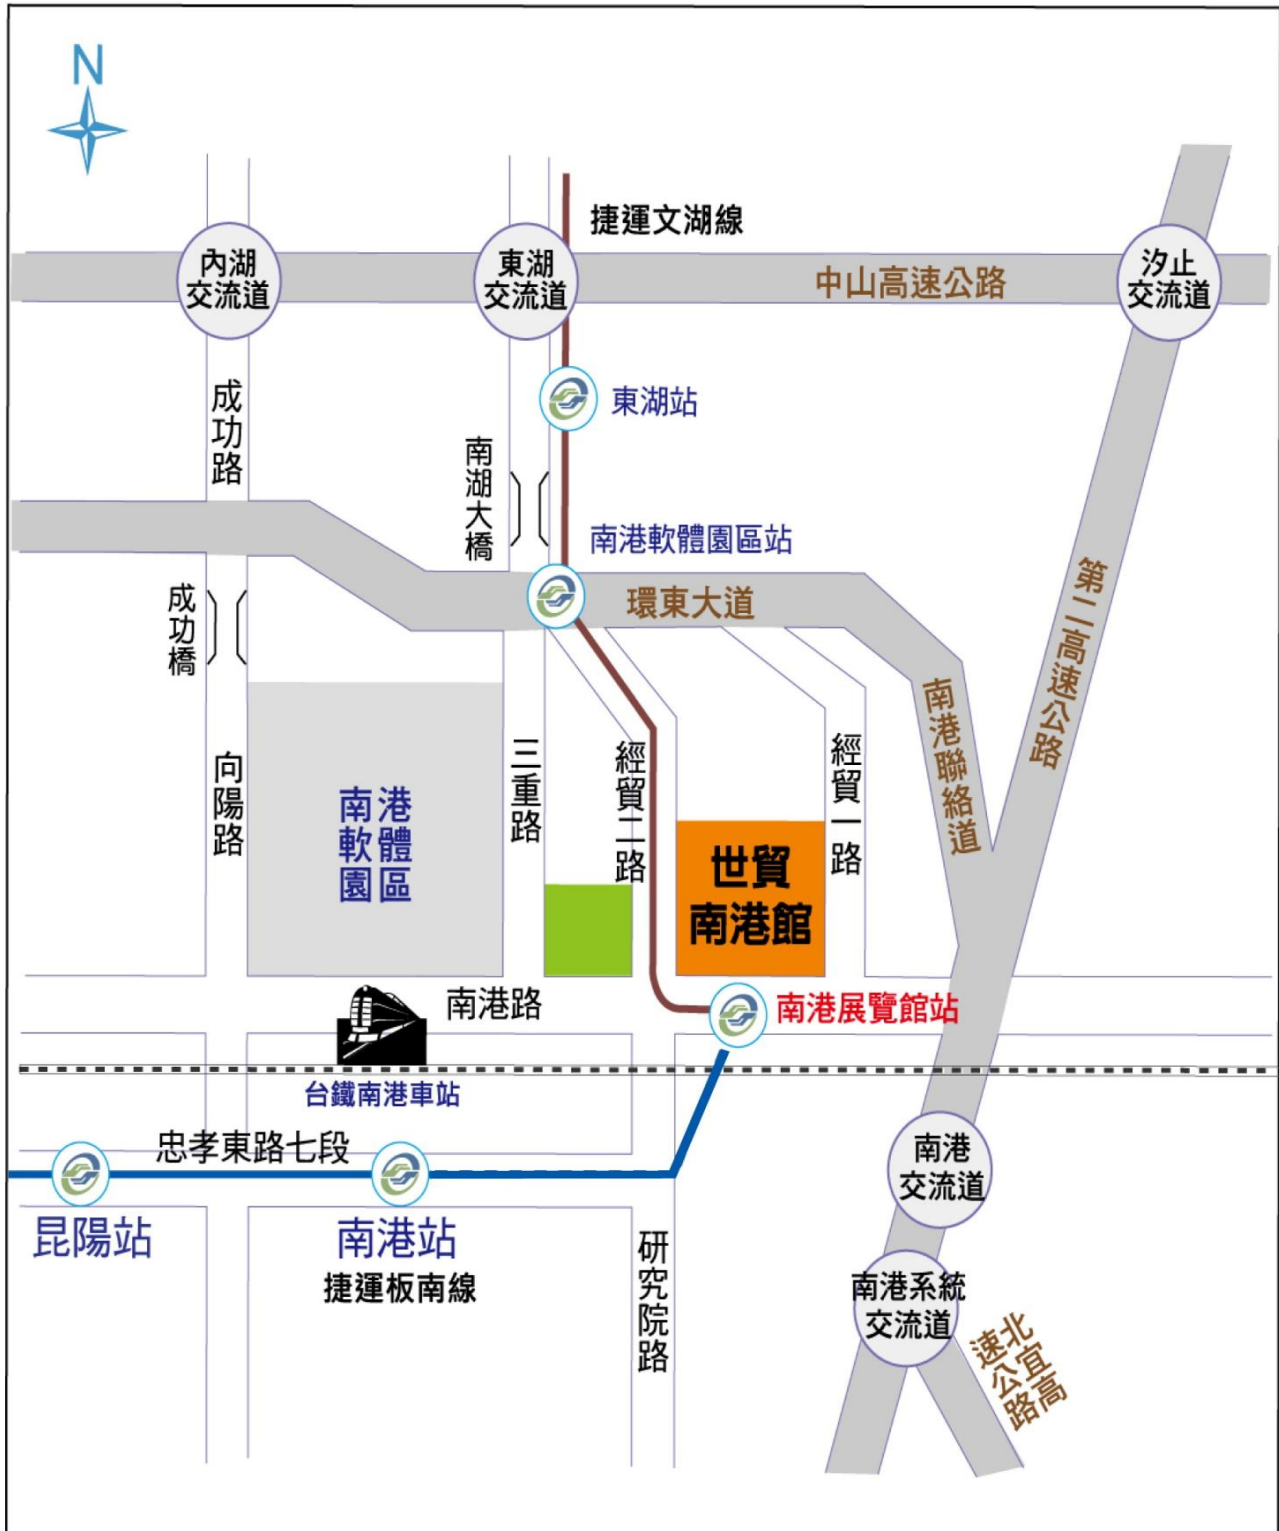 N
捷運文湖線
內湖
交流道
東湖
交流道
中山高速公路
汐止
交流道
成功路
東湖站
南湖大橋
南港軟體園區站
環東大道
成功橋
第二高速公路
南港聯絡道
向陽路
南港
軟體
園區
三重路
經貿二路
經貿一路
世貿
南港館
南港路
南港展覽館站
台鐵南港車站
忠孝東路七段
南港
交流道
昆陽站
南港站
捷運板南線
研究院路
南港系統
交流道
北宜高
速公路